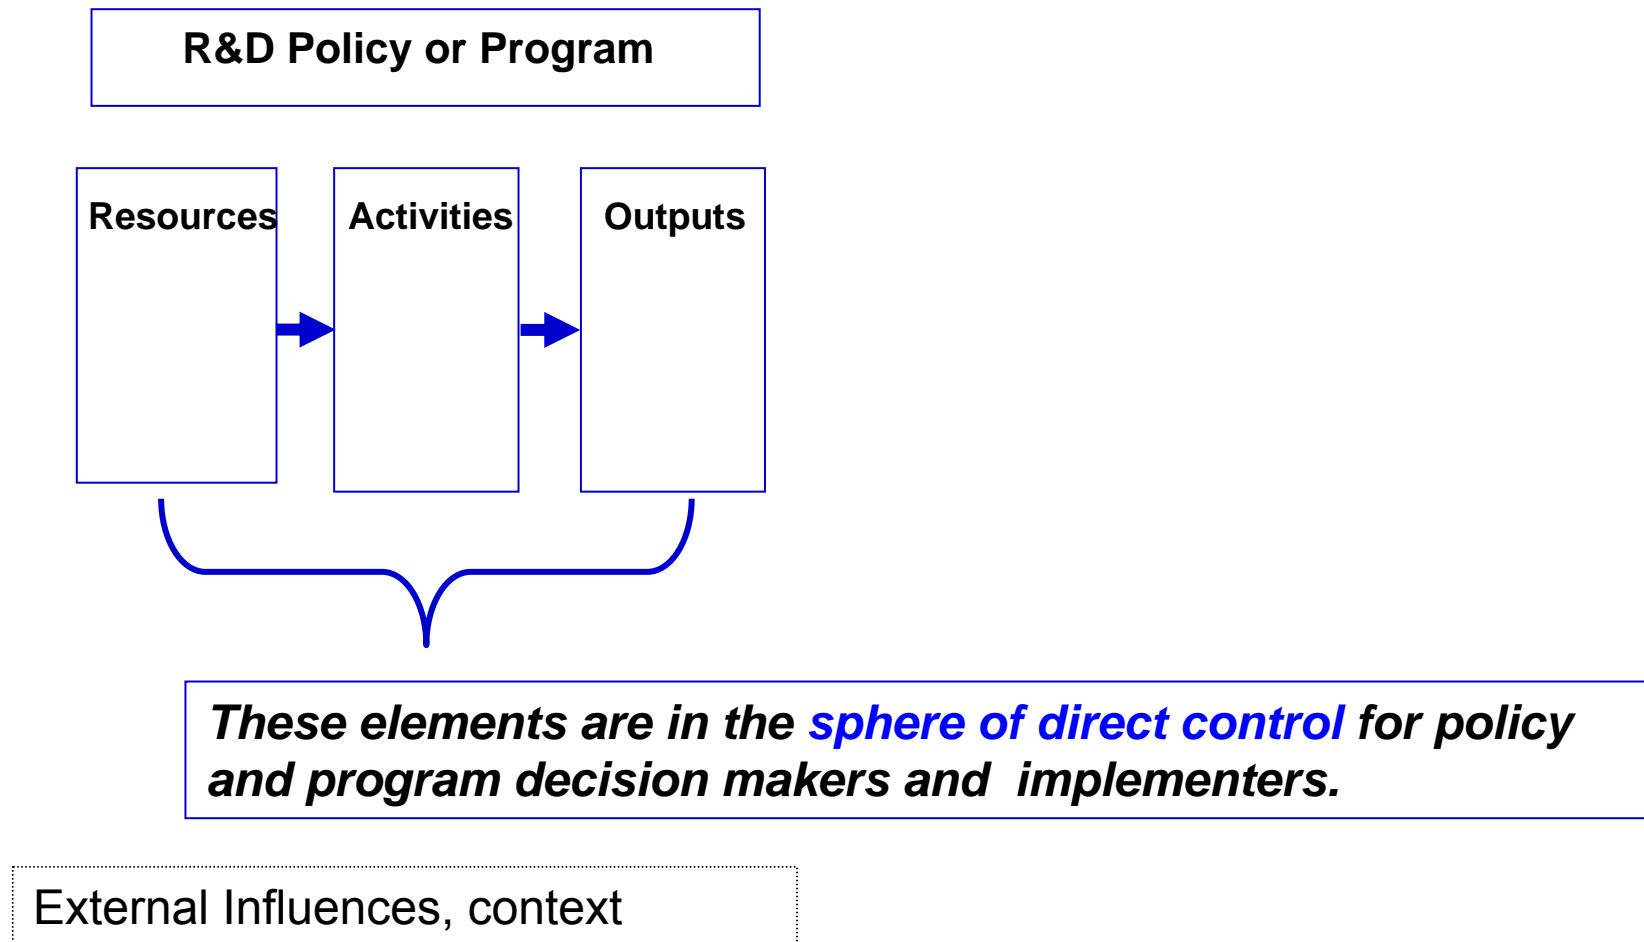 R&D Policy or Program
Resources Activities Outputs
These elements are in the sphere of direct control for policy
and program decision makers and implementers.
External Influences, context